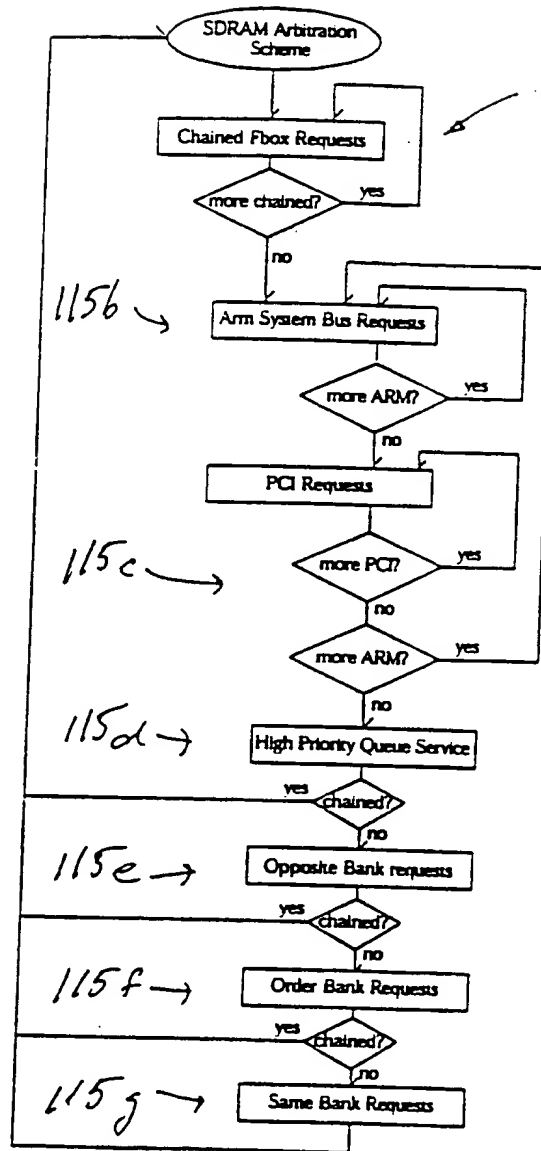 SDRAM Arbitration
Scheme
Chained Fbox Requests
more chained?
yes
no
115b
Arm System Bus Requests
more ARM?
yes
no
PCI Requests
115c
more PCI?
yes
no
more ARM?
yes
no
115d
High Priority Queue Service
yes
chained?
no
115e
Opposite Bank requests
yes
chained?
no
115f
Order Bank Requests
yes
chained?
no
115g
Same Bank Requests